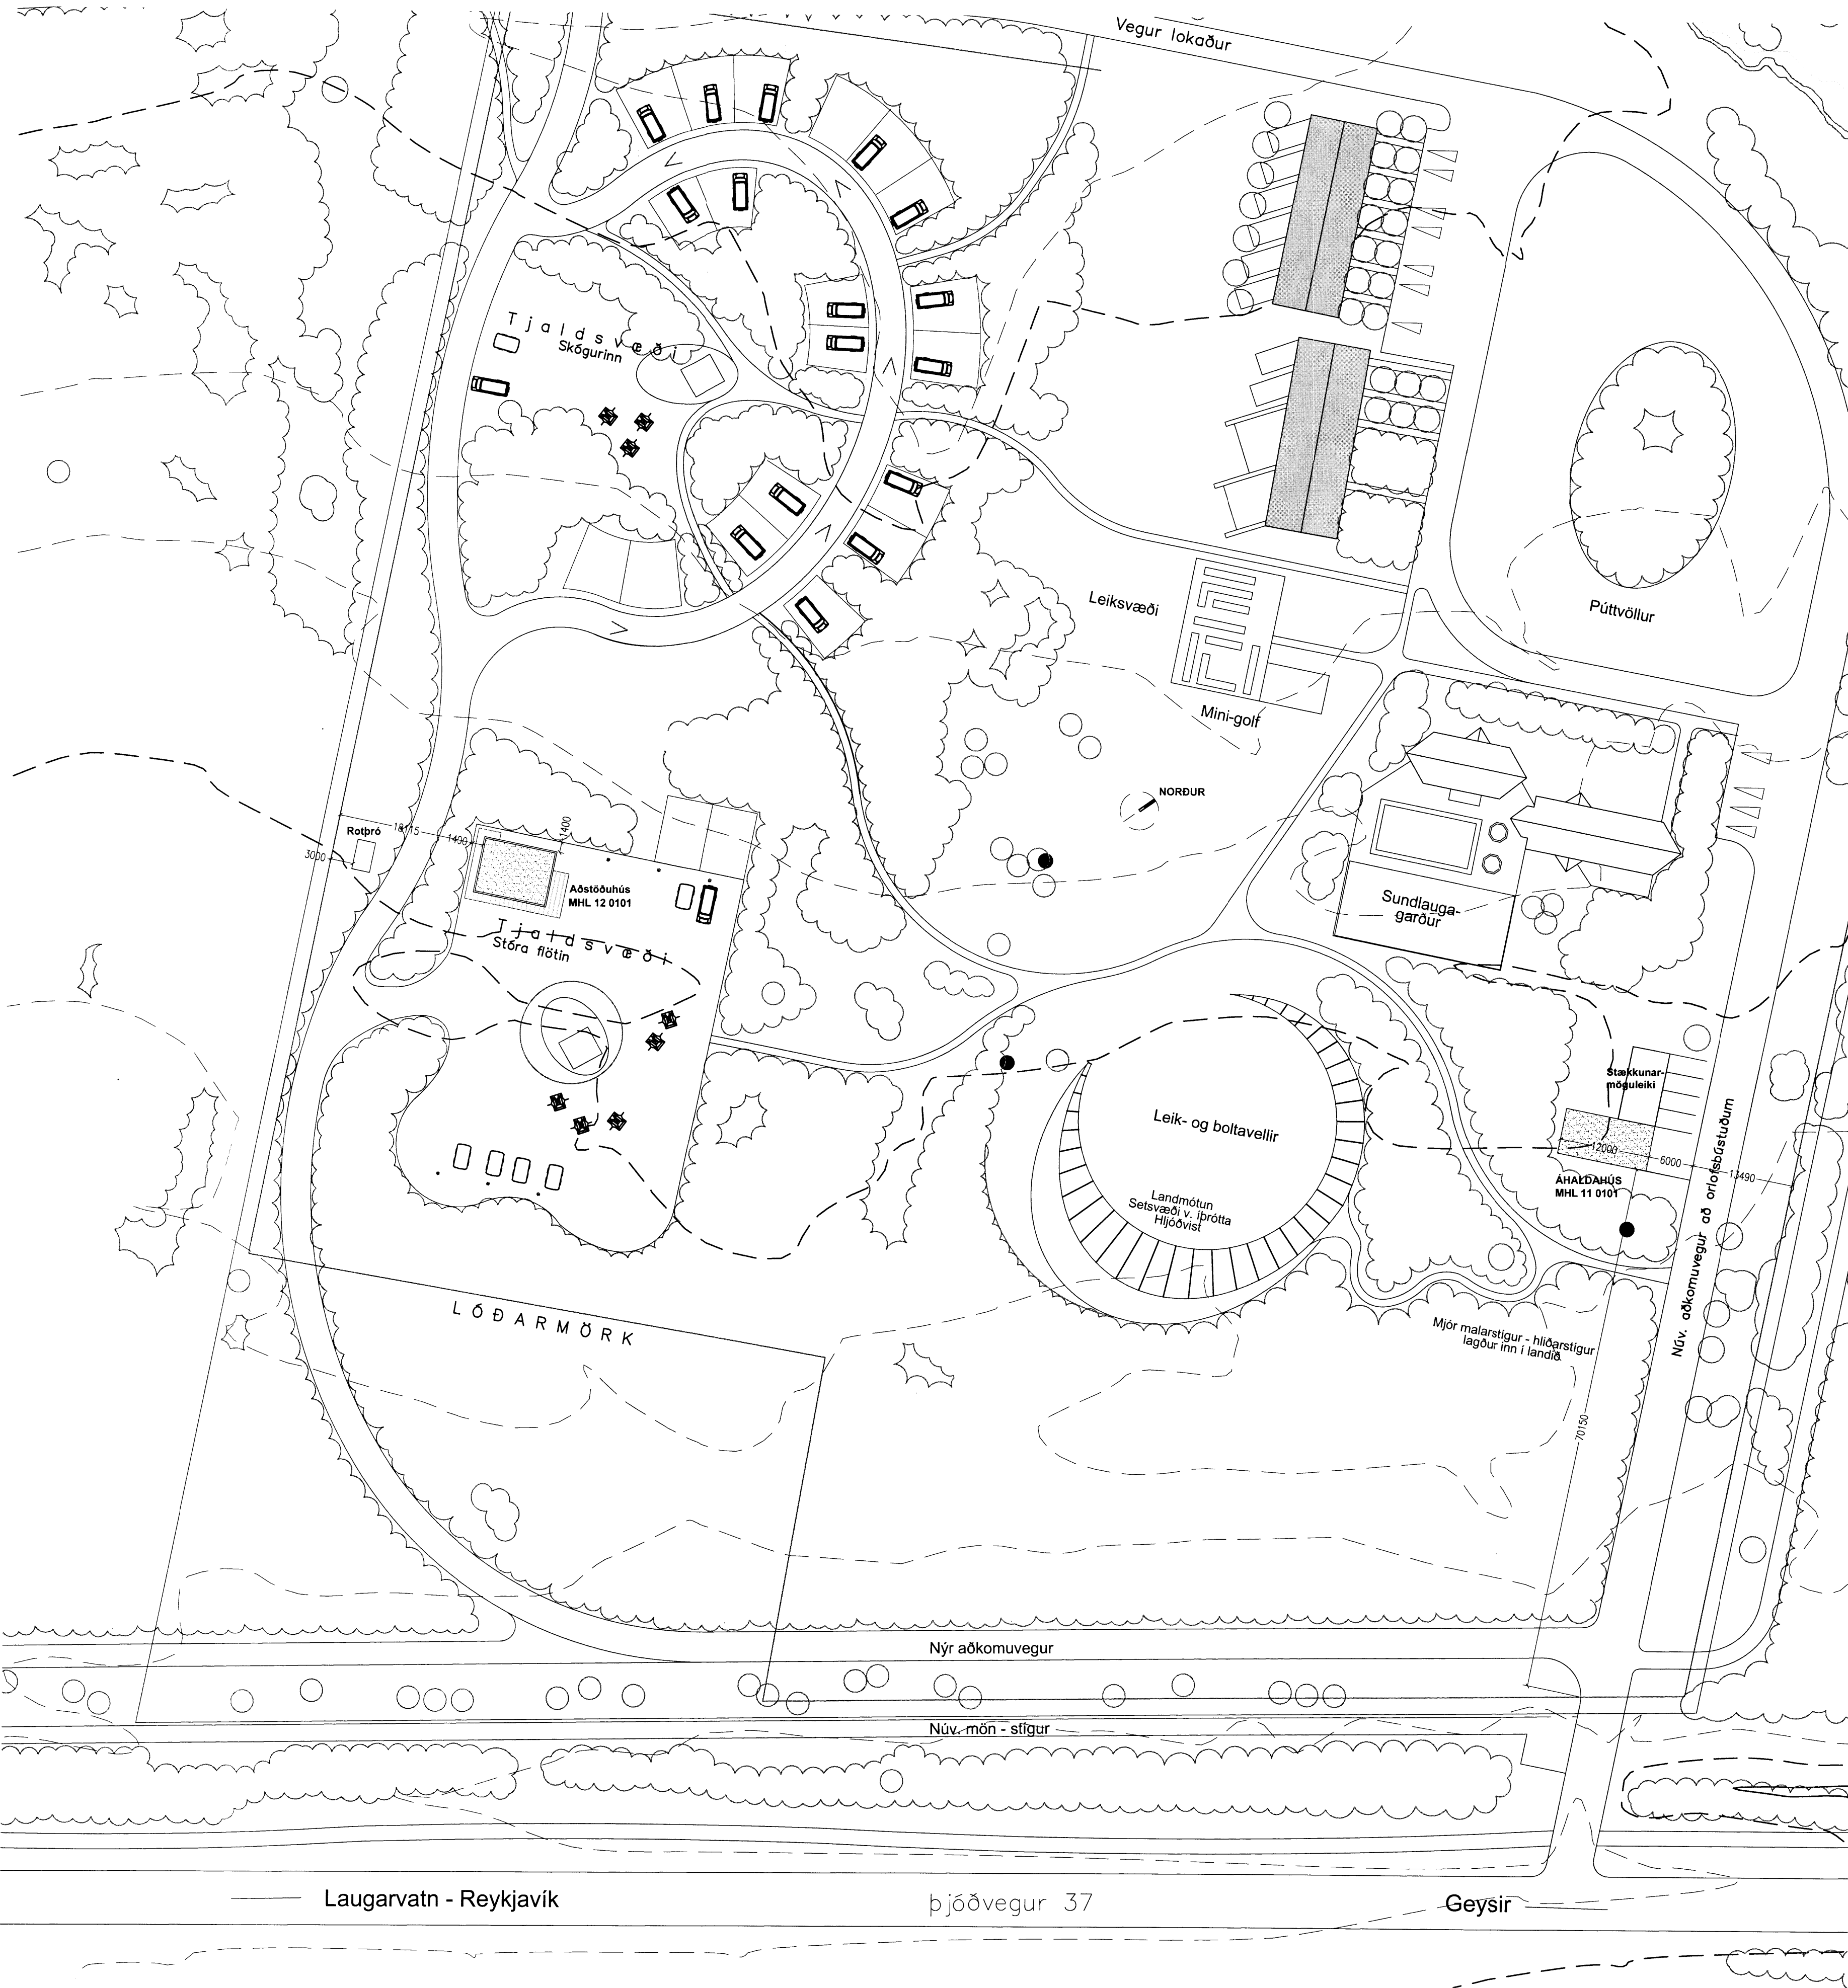 Vegur lokaður
Tjaldsvæði
Skógurinn
Leiksvæði
Púttvöllur
Mini-golf
NORÐUR
Rotþró
18115
1400
1400
3000
Aðstöðuhús
MHL 12 0101
Tjaldsvæði
Stóra flötin
Sundlauga-
garður
Stækkunar-
möguleiki
Leik- og boltavellir
12000
6000
13490
ÁHALDAHÚS
MHL 11 0101
Landmótun
Setsvæði v. íþrótta
Hljóðvist
Núv. aðkomuvegur að orlofsbústuðum
LÓÐARMÖRK
Mjór malarstígur - hliðarstígur
lagður inn í landið
70150
Nýr aðkomuvegur
Núv. mön - stígur
Laugarvatn - Reykjavík
þjóðvegur 37
Geysir